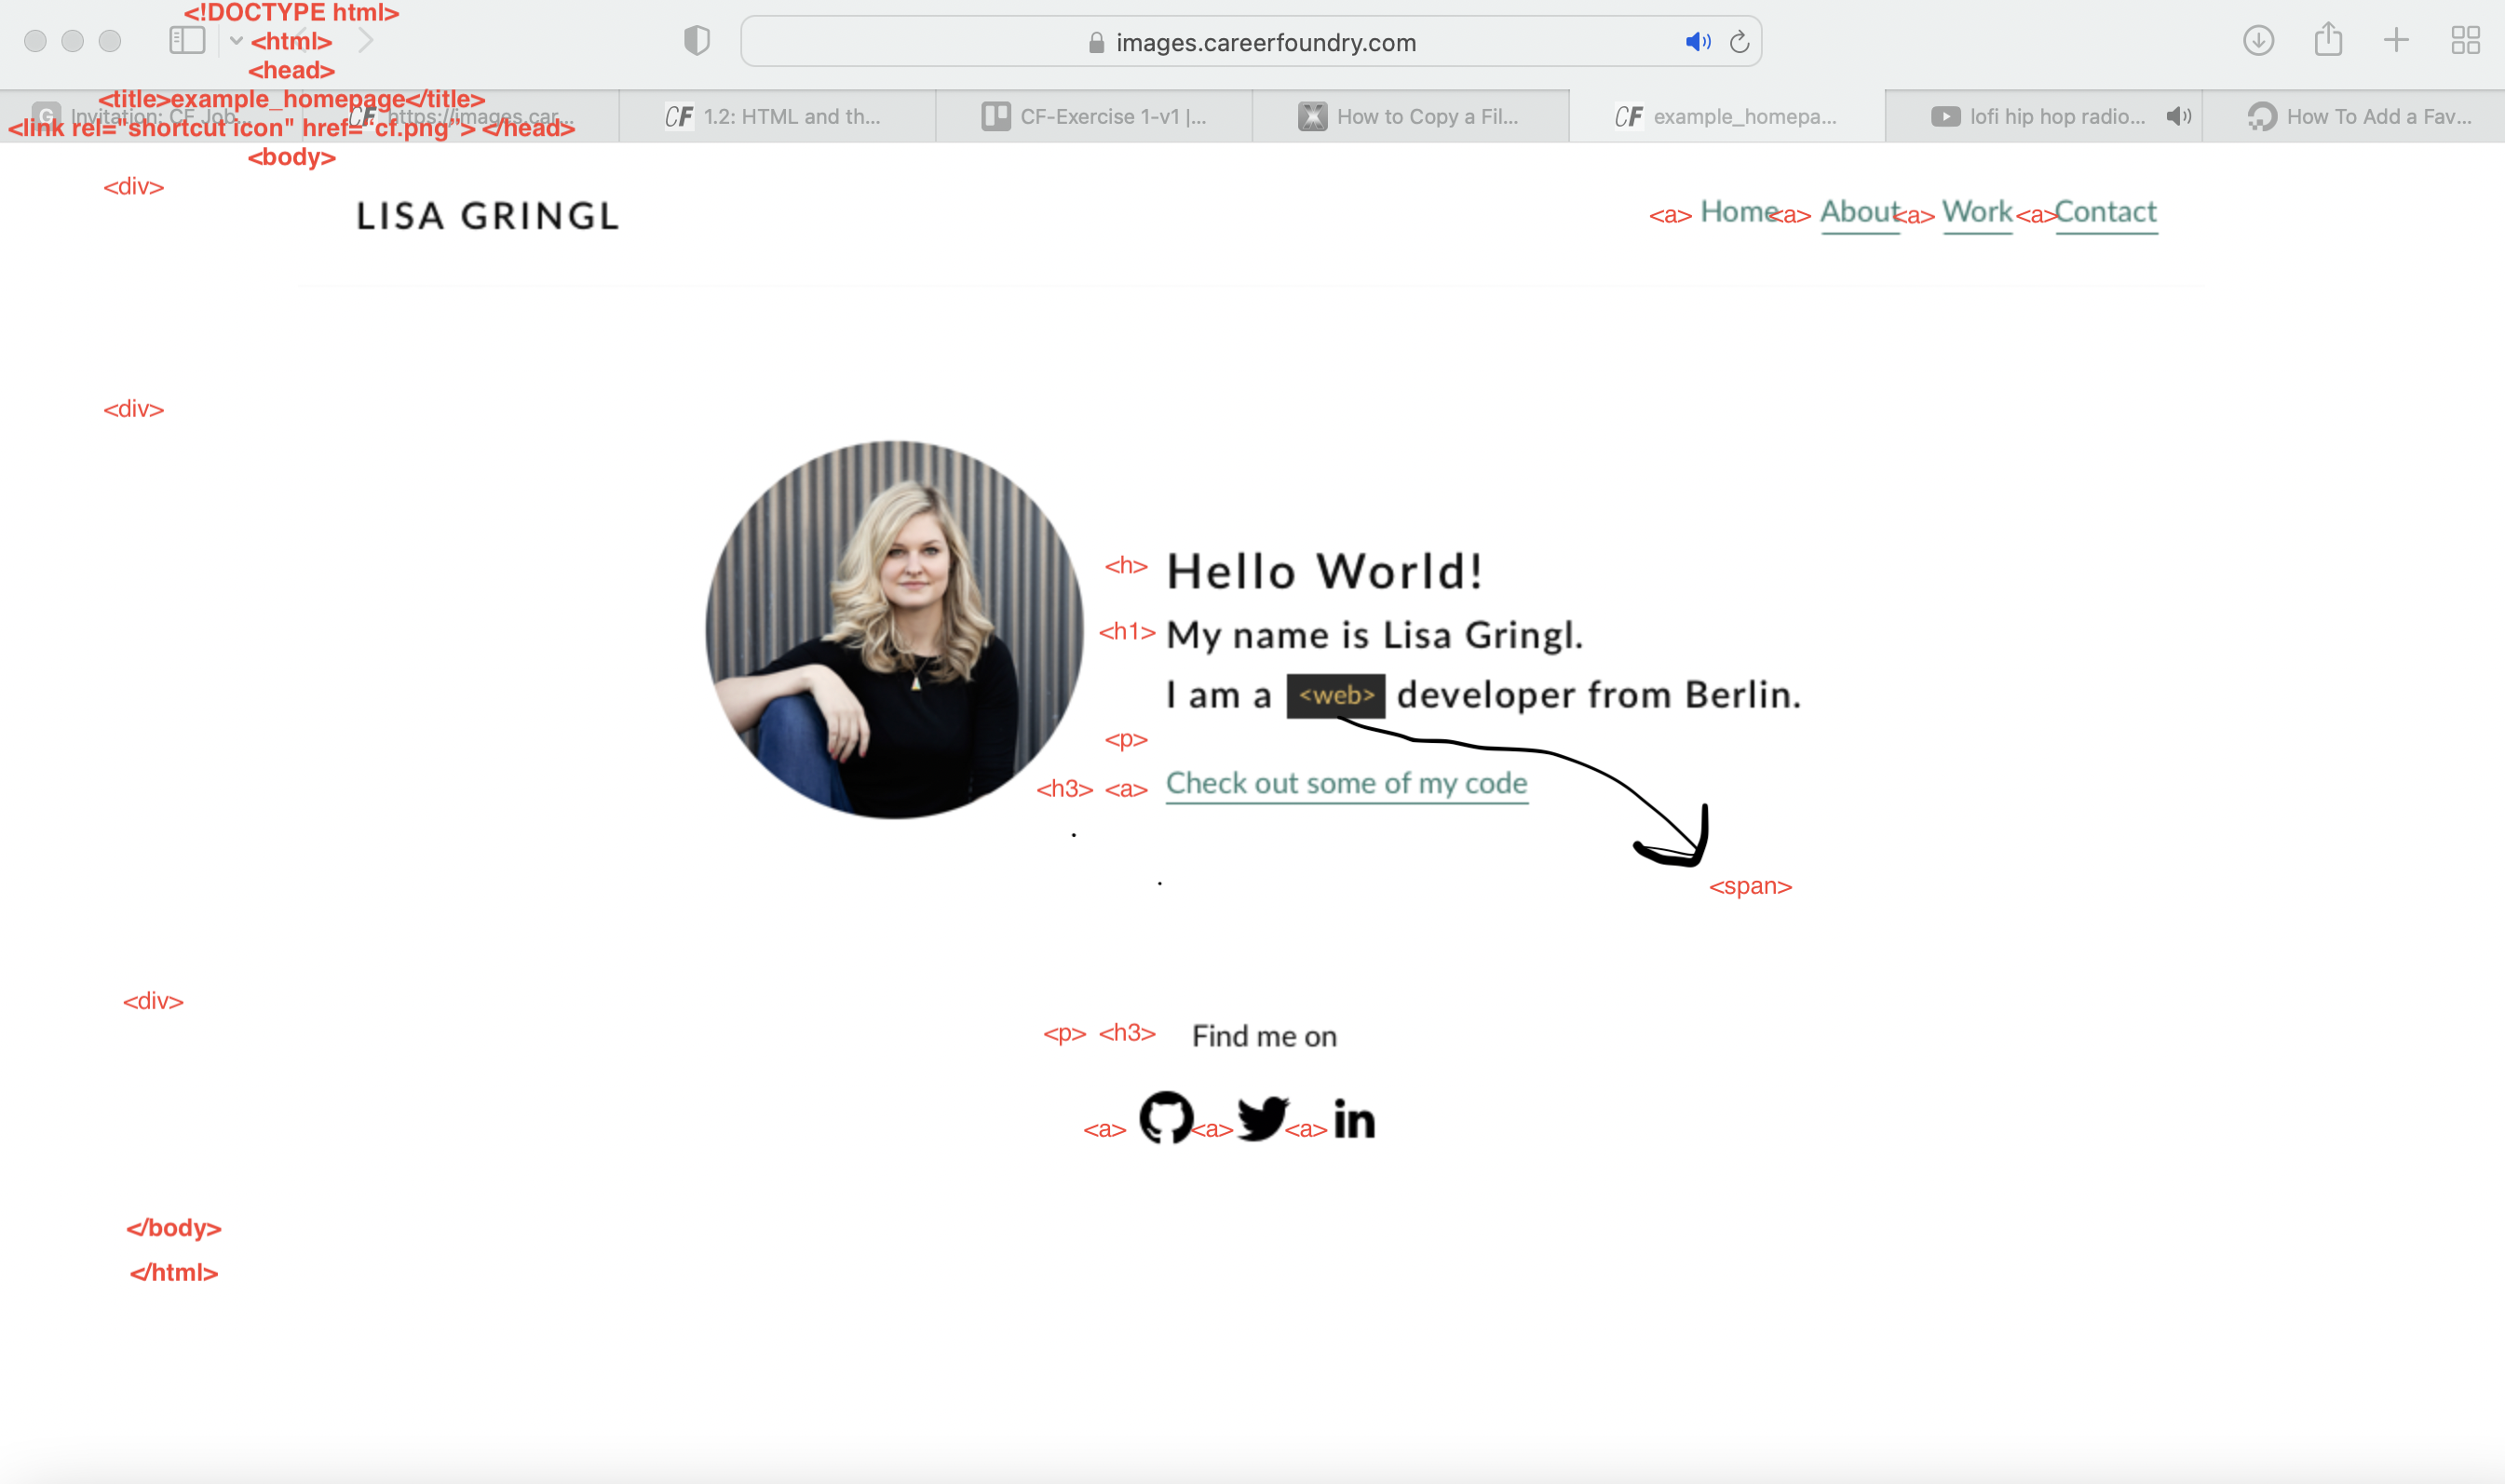 <!DOCTYPE html>
<html>
images.careerfoundry.com
<head>
<title>example_homepage</title>
Invitation: CF Job...
https://images.car...
CF 1.2: HTML and th...
CF-Exercise 1-v1 |...
How to Copy a Fil...
CF example_homepa...
lofi hip hop radio...
How To Add a Fav...
<link rel="shortcut icon" href="cf.png"> </head>
<body>
<div>
LISA GRINGL
<a> Home <a> About <a> Work <a> Contact
<div>
<h> Hello World!
<h1> My name is Lisa Gringl.
I am a <web> developer from Berlin.
<p>
<h3> <a> Check out some of my code
<span>
<div>
<p> <h3> Find me on
<a> <a> <a> in
</body>
</html>